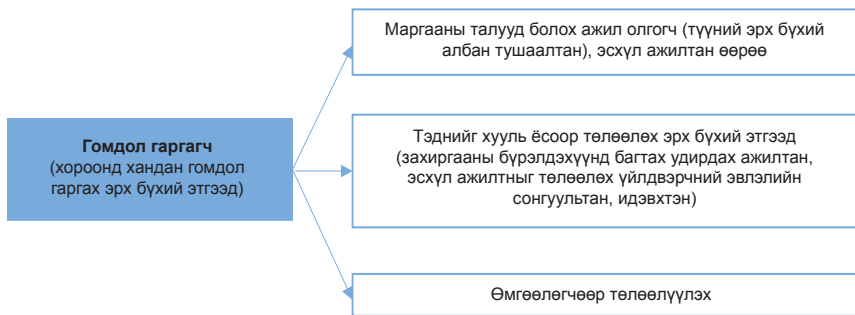 Гомдол гаргагч
(хороонд хандан гомдол
гаргах эрх бүхий этгээд)
Маргааны талууд болох ажил олгогч (түүний эрх бүхий
албан тушаалтан), эсхүл ажилтан өөрөө
Тэднийг хууль ёсоор төлөөлөх эрх бүхий этгээд
(захиргааны бүрэлдэхүүнд багтах удирдах ажилтан,
эсхүл ажилтныг төлөөлөх үйлдвэрчний эвлэлийн
сонгуультан, идэвхтэн)
Өмгөөлөгчөөр төлөөлүүлэх